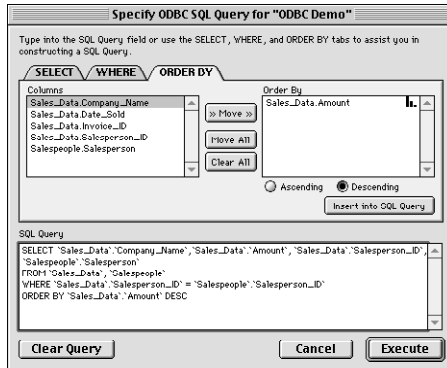 Specify ODBC SQL Query for "ODBC Demo"
Type into the SQL Query field or use the SELECT, WHERE, and ORDER BY tabs to assist you in
constructing a SQL Query.
SELECT WHERE ORDER BY
Columns
Sales_Data.Company_Name
Sales_Data.Date_Sold
Sales_Data.Invoice_ID
Sales_Data.Salesperson_ID
Salespeople.Salesperson
» Move »
Move All
Clear All
Order By
Sales_Data.Amount
Ascending Descending
Insert into SQL Query
SQL Query
SELECT `Sales_Data`.`Company_Name`,`Sales_Data`.`Amount`, `Sales_Data`.`Salesperson_ID`,
`Salespeople`.`Salesperson`
FROM `Sales_Data`, `Salespeople`
WHERE `Sales_Data`.`Salesperson_ID` = `Salespeople`.`Salesperson_ID`
ORDER BY `Sales_Data`.`Amount` DESC
Clear Query Cancel Execute